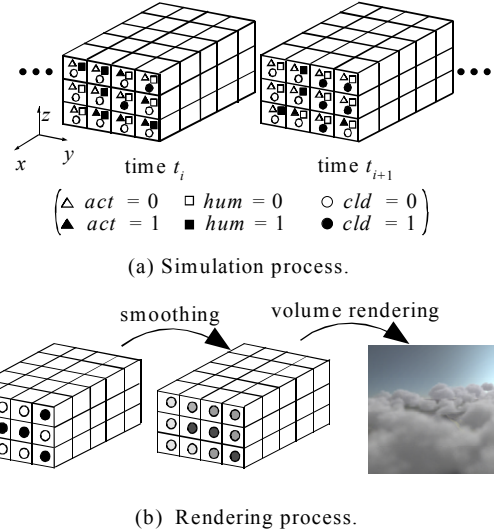 z
x
y
time t_i
time t_{i+1}
act = 0 hum = 0 cld = 0
act = 1 hum = 1 cld = 1
(a) Simulation process.
smoothing
volume rendering
(b) Rendering process.